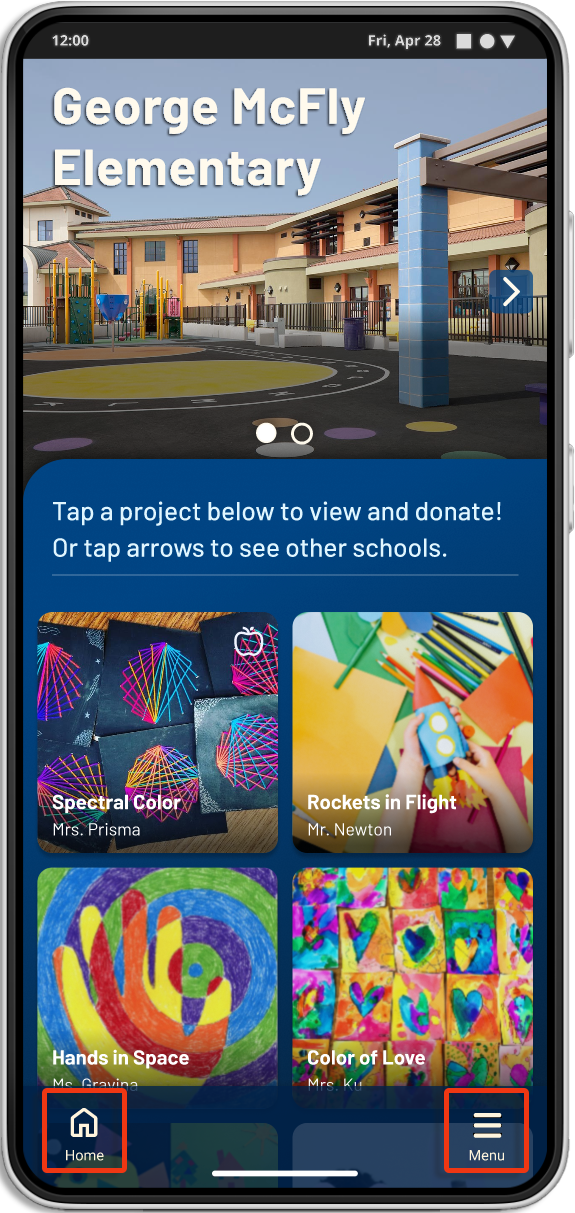 12:00
Fri, Apr 28
George McFly
Elementary
Tap a project below to view and donate!
Or tap arrows to see other schools.
Spectral Color
Mrs. Prisma
Rockets in Flight
Mr. Newton
Hands in Space
Ms. Gravina
Color of Love
Mrs. Ku
Home
Menu